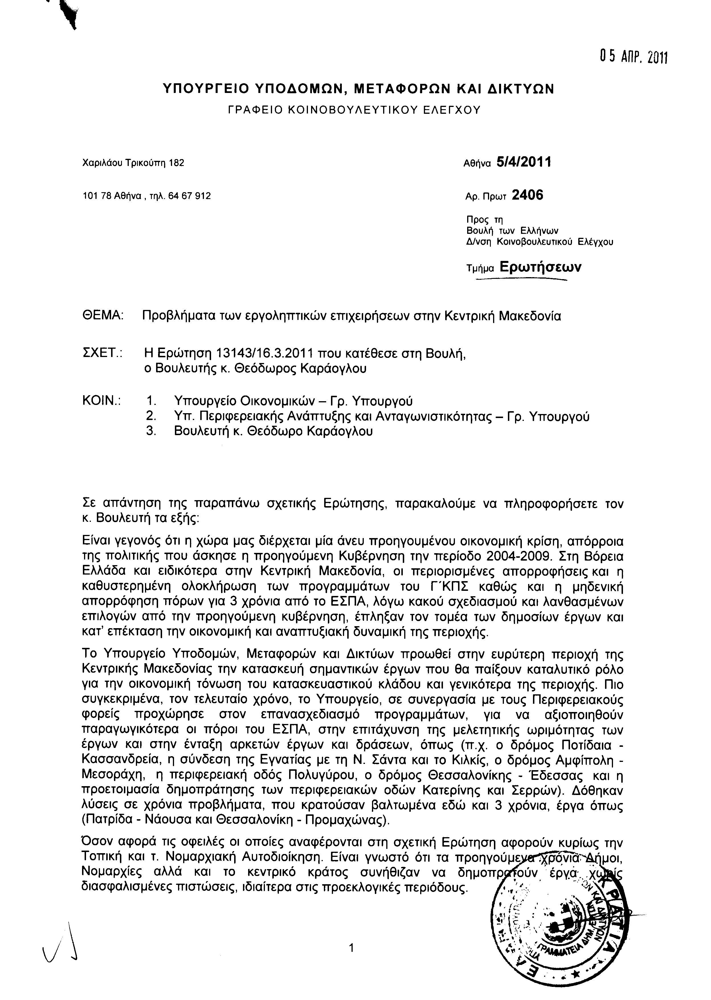 05 ΑΠΡ. 2011
ΥΠΟΥΡΓΕΙΟ ΥΠΟΔΟΜΩΝ, ΜΕΤΑΦΟΡΩΝ ΚΑΙ ΔΙΚΤΥΩΝ
ΓΡΑΦΕΙΟ ΚΟΙΝΟΒΟΥΛΕΥΤΙΚΟΥ ΕΛΕΓΧΟΥ
Χαριλάου Τρικούπη 182
Αθήνα 5/4/2011
101 78 Αθήνα , τηλ. 64 67 912
Αρ. Πρωτ 2406
Προς τη
Βουλή των Ελλήνων
Δ/νση Κοινοβουλευτικού Ελέγχου
Τμήμα Ερωτήσεων
ΘΕΜΑ: Προβλήματα των εργοληπτικών επιχειρήσεων στην Κεντρική Μακεδονία
ΣΧΕΤ.: Η Ερώτηση 13143/16.3.2011 που κατέθεσε στη Βουλή,
ο Βουλευτής κ. Θεόδωρος Καράογλου
ΚΟΙΝ.: 1. Υπουργείο Οικονομικών – Γρ. Υπουργού
2. Υπ. Περιφερειακής Ανάπτυξης και Ανταγωνιστικότητας – Γρ. Υπουργού
3. Βουλευτή κ. Θεόδωρο Καράογλου
Σε απάντηση της παραπάνω σχετικής Ερώτησης, παρακαλούμε να πληροφορήσετε τον
κ. Βουλευτή τα εξής:
Είναι γεγονός ότι η χώρα μας διέρχεται μία άνευ προηγουμένου οικονομική κρίση, απόρροια
της πολιτικής που άσκησε η προηγούμενη Κυβέρνηση την περίοδο 2004-2009. Στη Βόρεια
Ελλάδα και ειδικότερα στην Κεντρική Μακεδονία, οι περιορισμένες απορροφήσεις και η
καθυστερημένη ολοκλήρωση των προγραμμάτων του Γ΄ΚΠΣ καθώς και η μηδενική
απορρόφηση πόρων για 3 χρόνια από το ΕΣΠΑ, λόγω κακού σχεδιασμού και λανθασμένων
επιλογών από την προηγούμενη κυβέρνηση, έπληξαν τον τομέα των δημοσίων έργων και
κατ' επέκταση την οικονομική και αναπτυξιακή δυναμική της περιοχής.
Το Υπουργείο Υποδομών, Μεταφορών και Δικτύων προωθεί στην ευρύτερη περιοχή της
Κεντρικής Μακεδονίας την κατασκευή σημαντικών έργων που θα παίξουν καταλυτικό ρόλο
για την οικονομική τόνωση του κατασκευαστικού κλάδου και γενικότερα της περιοχής. Πιο
συγκεκριμένα, τον τελευταίο χρόνο, το Υπουργείο, σε συνεργασία με τους Περιφερειακούς
φορείς προχώρησε στον επανασχεδιασμό προγραμμάτων, για να αξιοποιηθούν
παραγωγικότερα οι πόροι του ΕΣΠΑ, στην επιτάχυνση της μελετητικής ωριμότητας των
έργων και στην ένταξη αρκετών έργων και δράσεων, όπως (π.χ. ο δρόμος Ποτίδαια -
Κασσανδρεία, η σύνδεση της Εγνατίας με τη Ν. Σάντα και το Κιλκίς, ο δρόμος Αμφίπολη -
Μεσοράχη, η περιφερειακή οδός Πολυγύρου, ο δρόμος Θεσσαλονίκης - Έδεσσας και η
προετοιμασία δημοπράτησης των περιφερειακών οδών Κατερίνης και Σερρών). Δόθηκαν
λύσεις σε χρόνια προβλήματα, που κρατούσαν βαλτωμένα εδώ και 3 χρόνια, έργα όπως
(Πατρίδα - Νάουσα και Θεσσαλονίκη - Προμαχώνας).
Όσον αφορά τις οφειλές οι οποίες αναφέρονται στη σχετική Ερώτηση αφορούν κυρίως την
Τοπική και τ. Νομαρχιακή Αυτοδιοίκηση. Είναι γνωστό ότι τα προηγούμενα χρόνια Δήμοι,
Νομαρχίες αλλά και το κεντρικό κράτος συνήθιζαν να δημοπρατούν έργα χωρίς
διασφαλισμένες πιστώσεις, ιδιαίτερα στις προεκλογικές περιόδους.
1